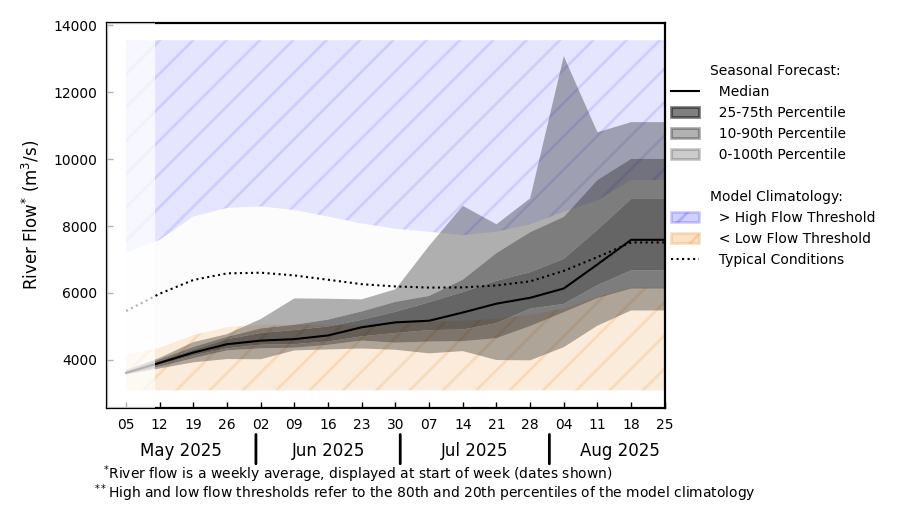 14000
12000
10000
8000
6000
4000
River Flow* (m³/s)
05 12 19 26 02 09 16 23 30 07 14 21 28 04 11 18 25
May 2025 Jun 2025 Jul 2025 Aug 2025
Seasonal Forecast:
Median
25-75th Percentile
10-90th Percentile
0-100th Percentile
Model Climatology:
> High Flow Threshold
< Low Flow Threshold
Typical Conditions
*River flow is a weekly average, displayed at start of week (dates shown)
**High and low flow thresholds refer to the 80th and 20th percentiles of the model climatology